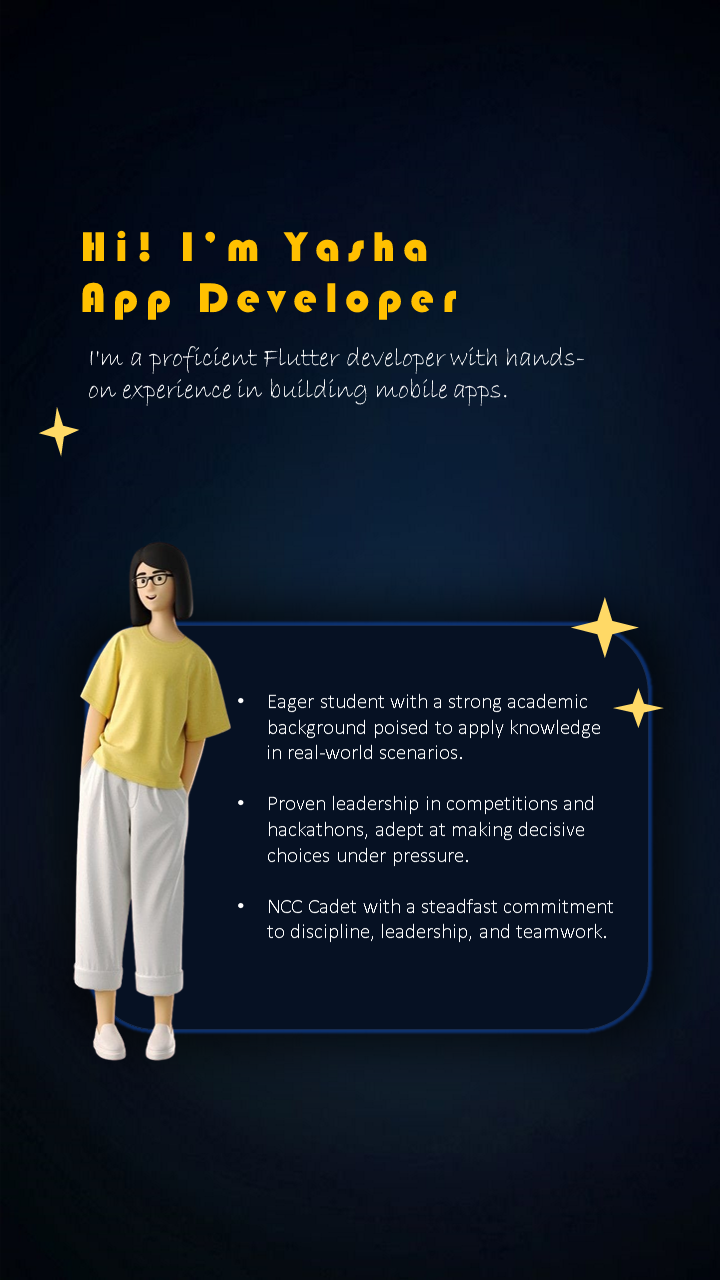 Hi! I'm Yasha
App Developer
I'm a proficient Flutter developer with hands-
on experience in building mobile apps.
• Eager student with a strong academic
background poised to apply knowledge
in real-world scenarios.
• Proven leadership in competitions and
hackathons, adept at making decisive
choices under pressure.
• NCC Cadet with a steadfast commitment
to discipline, leadership, and teamwork.